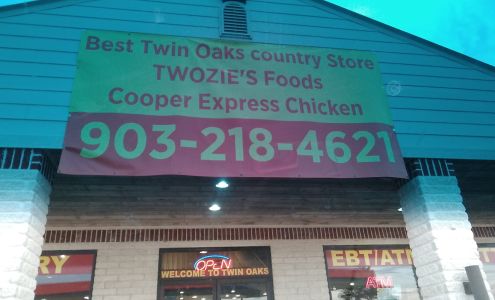 Best Twin Oaks country Store
TWOZIE'S Foods
Cooper Express Chicken
903-218-4621
RY
OPEN
WELCOME TO TWIN OAKS
EBT/ATM
ATM